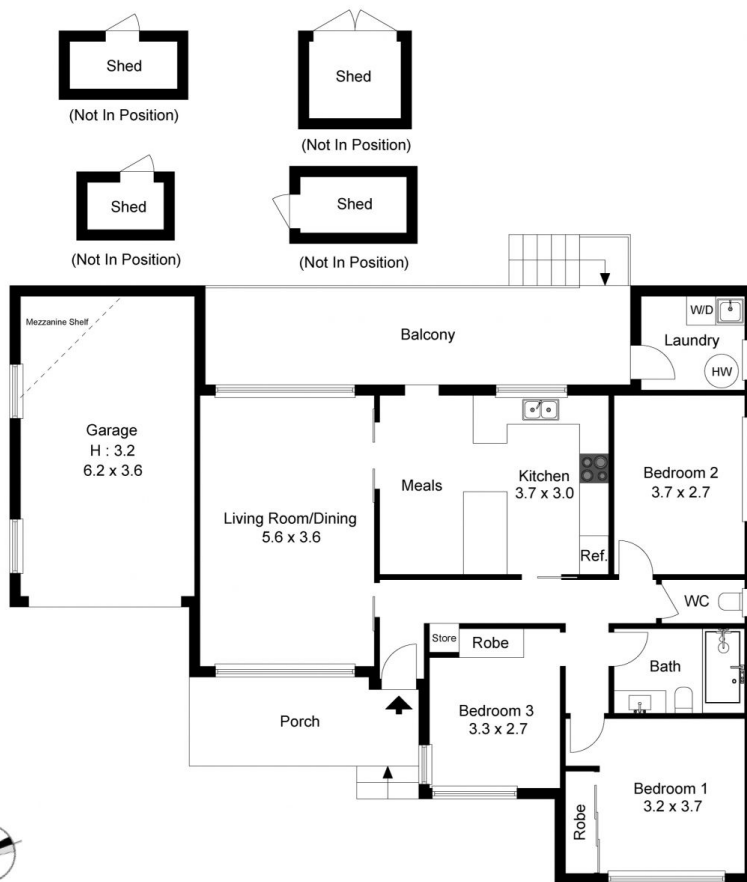 Shed
(Not In Position)
Shed
(Not In Position)
Shed
(Not In Position)
Shed
(Not In Position)
Mezzanine Shelf
Balcony
W/D
Laundry
HW
Garage
H : 3.2
6.2 x 3.6
Living Room/Dining
5.6 x 3.6
Meals
Kitchen
3.7 x 3.0
Ref.
Bedroom 2
3.7 x 2.7
WC
Store
Robe
Bath
Porch
Bedroom 3
3.3 x 2.7
Robe
Bedroom 1
3.2 x 3.7